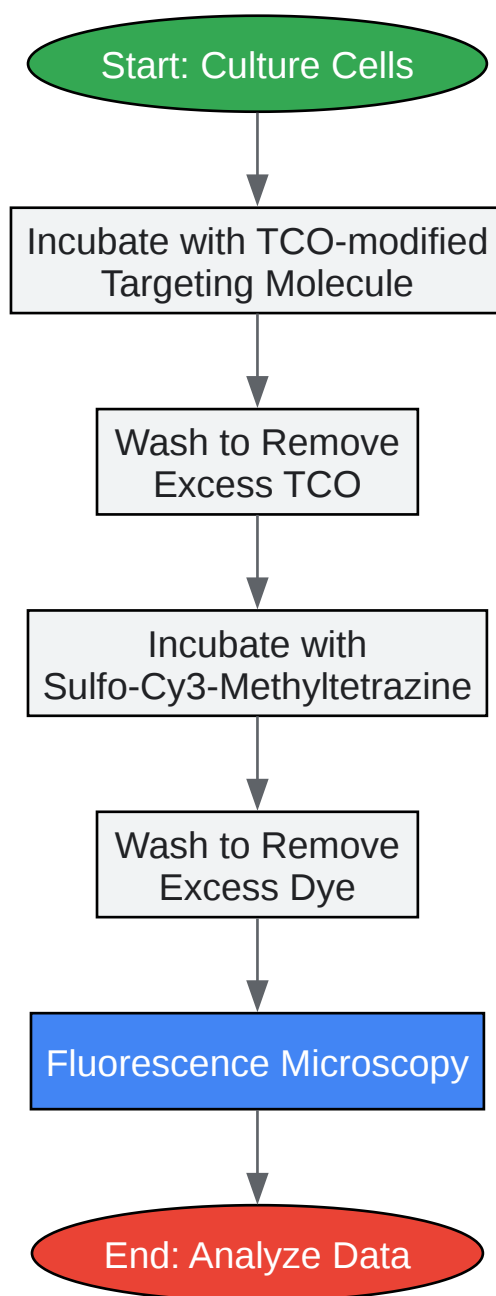 Start: Culture Cells
Incubate with TCO-modified
Targeting Molecule
Wash to Remove
Excess TCO
Incubate with
Sulfo-Cy3-Methyltetrazine
Wash to Remove
Excess Dye
Fluorescence Microscopy
End: Analyze Data